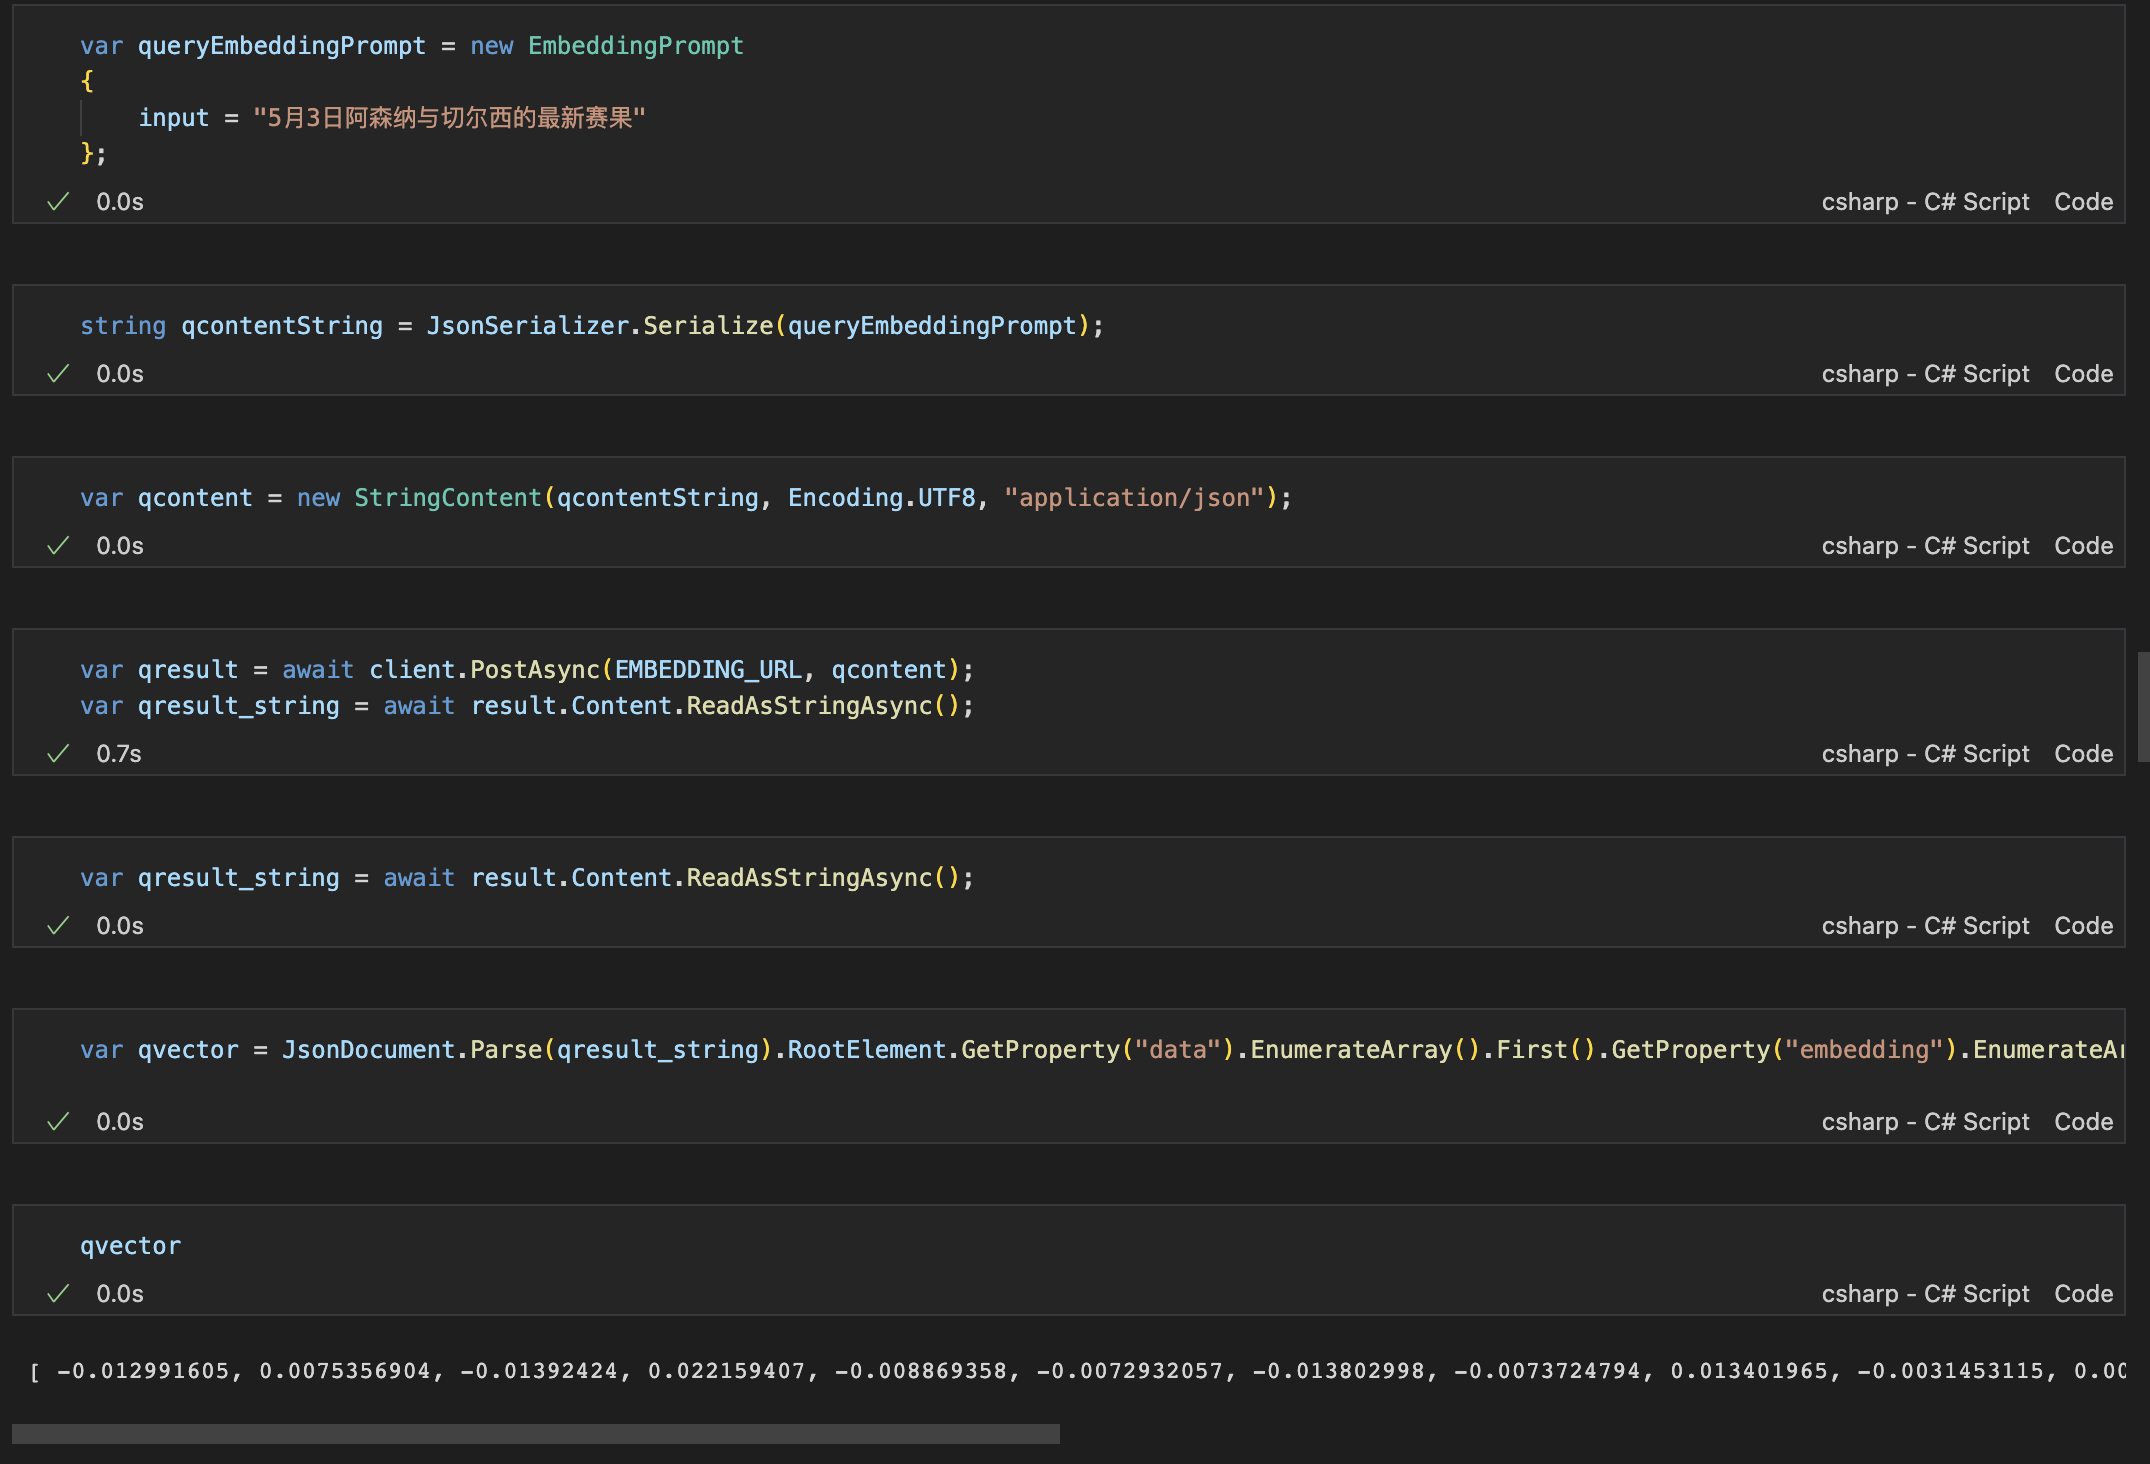 var queryEmbeddingPrompt = new EmbeddingPrompt
{
    input = "5月3日阿森纳与切尔西的最新赛果"
};
0.0s csharp - C# Script Code
string qcontentString = JsonSerializer.Serialize(queryEmbeddingPrompt);
0.0s csharp - C# Script Code
var qcontent = new StringContent(qcontentString, Encoding.UTF8, "application/json");
0.0s csharp - C# Script Code
var qresult = await client.PostAsync(EMBEDDING_URL, qcontent);
var qresult_string = await result.Content.ReadAsStringAsync();
0.7s csharp - C# Script Code
var qresult_string = await result.Content.ReadAsStringAsync();
0.0s csharp - C# Script Code
var qvector = JsonDocument.Parse(qresult_string).RootElement.GetProperty("data").EnumerateArray().First().GetProperty("embedding").EnumerateAr
0.0s csharp - C# Script Code
qvector
0.0s csharp - C# Script Code
[ -0.012991605, 0.0075356904, -0.01392424, 0.022159407, -0.008869358, -0.0072932057, -0.013802998, -0.0073724794, 0.013401965, -0.0031453115, 0.00